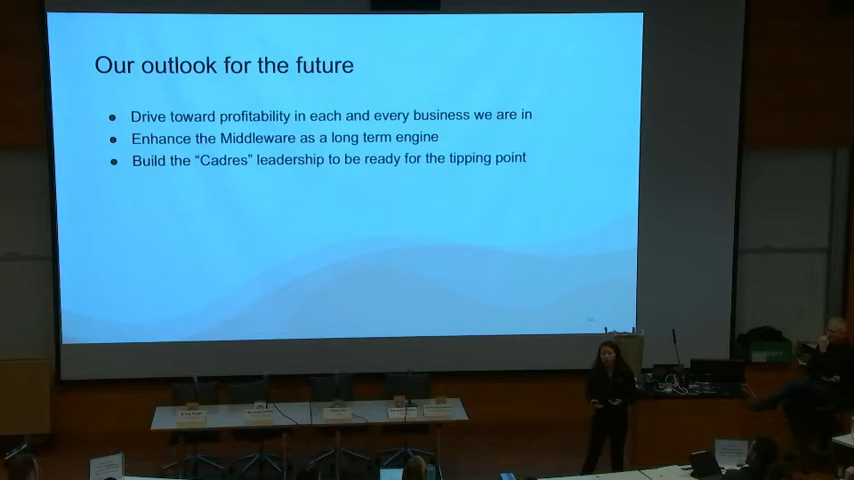 Our outlook for the future
● Drive toward profitability in each and every business we are in
● Enhance the Middleware as a long term engine
● Build the “Cadres” leadership to be ready for the tipping point